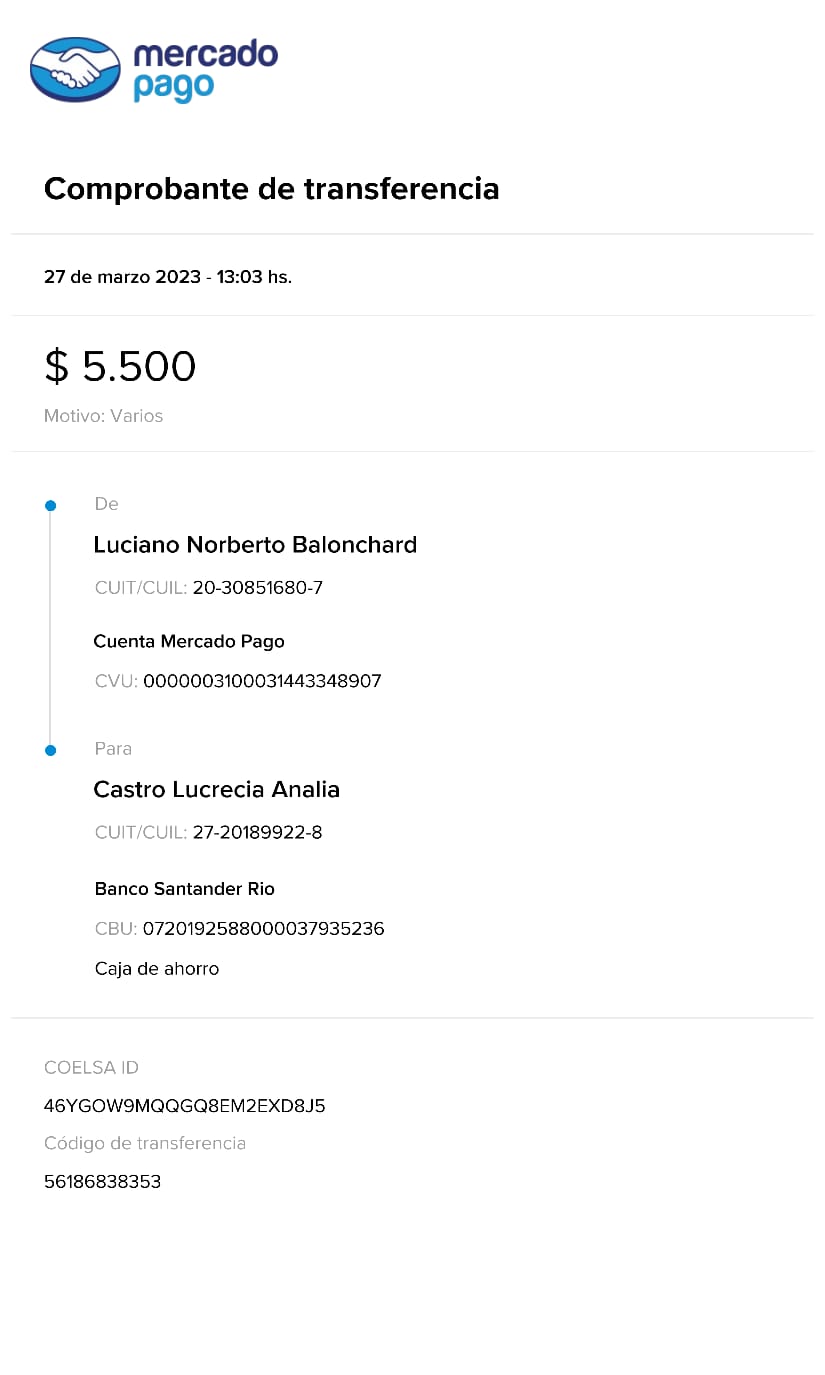 mercado
pago
Comprobante de transferencia
27 de marzo 2023 - 13:03 hs.
$ 5.500
Motivo: Varios
De
Luciano Norberto Balonchard
CUIT/CUIL: 20-30851680-7
Cuenta Mercado Pago
CVU: 0000003100031443348907
Para
Castro Lucrecia Analia
CUIT/CUIL: 27-20189922-8
Banco Santander Rio
CBU: 0720192588000037935236
Caja de ahorro
COELSA ID
46YGOW9MQQGQ8EM2EXD8J5
Código de transferencia
56186838353